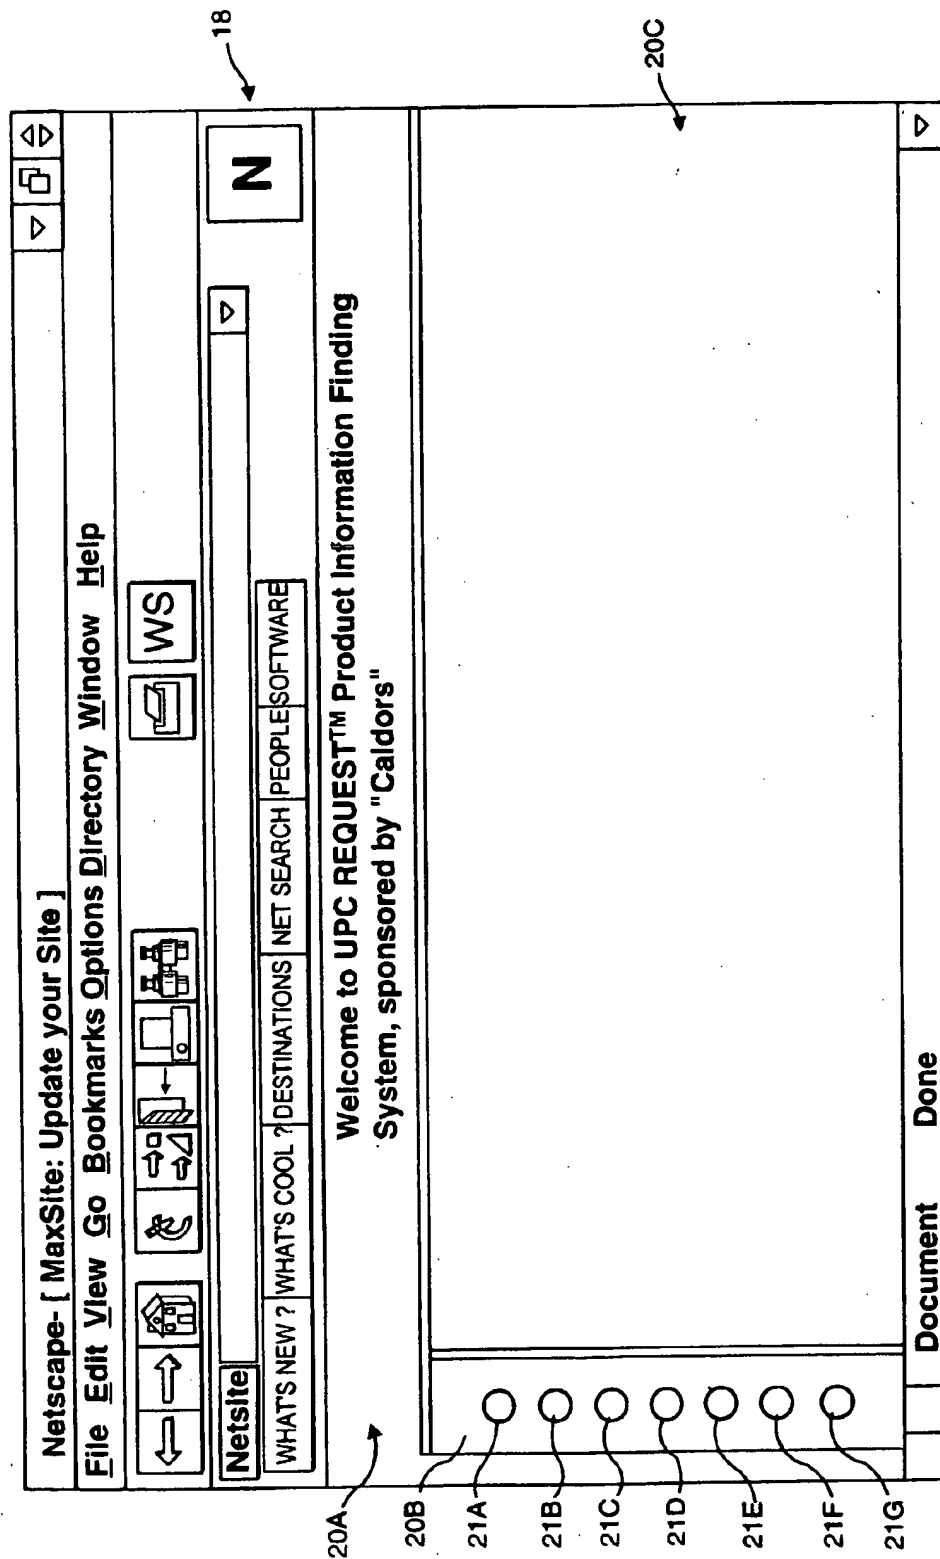 Netscape- [ MaxSite: Update your Site ]
File Edit View Go Bookmarks Options Directory Window Help
WS
Netsite
N
18
WHAT'S NEW ? WHAT'S COOL ? DESTINATIONS NET SEARCH PEOPLE SOFTWARE
Welcome to UPC REQUEST™ Product Information Finding
System, sponsored by "Caldors"
20A
20B
20C
21A
21B
21C
21D
21E
21F
21G
Document Done